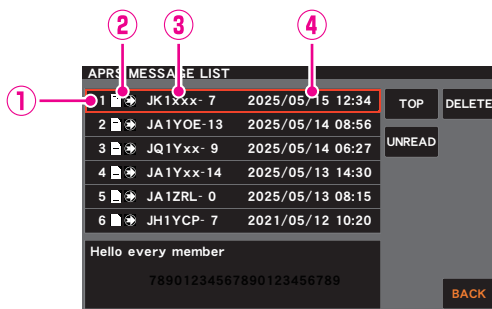 ② ③ ④
①
APRS MESSAGE LIST
1 JK1xxx- 7 2025/05/15 12:34
2 JA1YOE-13 2025/05/14 08:56
3 JQ1Yxx- 9 2025/05/14 06:27
4 JA1Yxx-14 2025/05/13 14:30
5 JA1ZRL- 0 2025/05/13 08:15
6 JH1YCP- 7 2021/05/12 10:20
TOP DELETE
UNREAD
Hello every member
78901234567890123456789
BACK